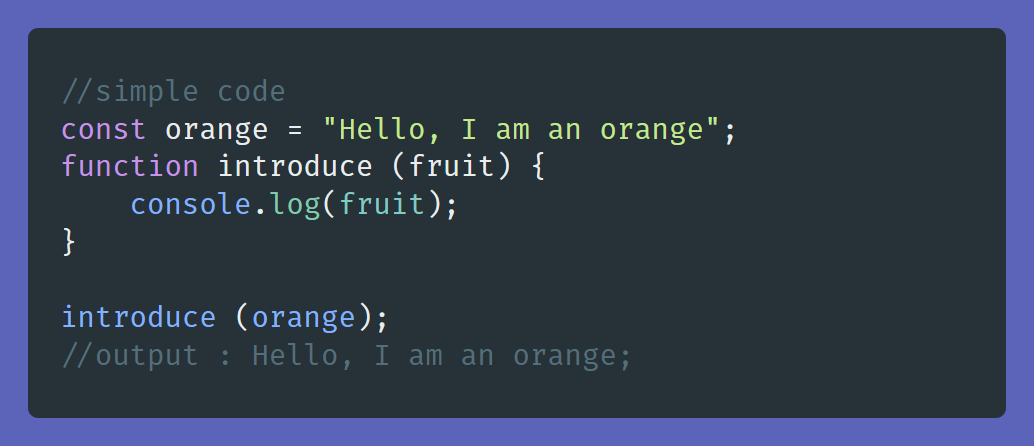 //simple code
const orange = "Hello, I am an orange";
function introduce (fruit) {
    console.log(fruit);
}

introduce (orange);
//output : Hello, I am an orange;